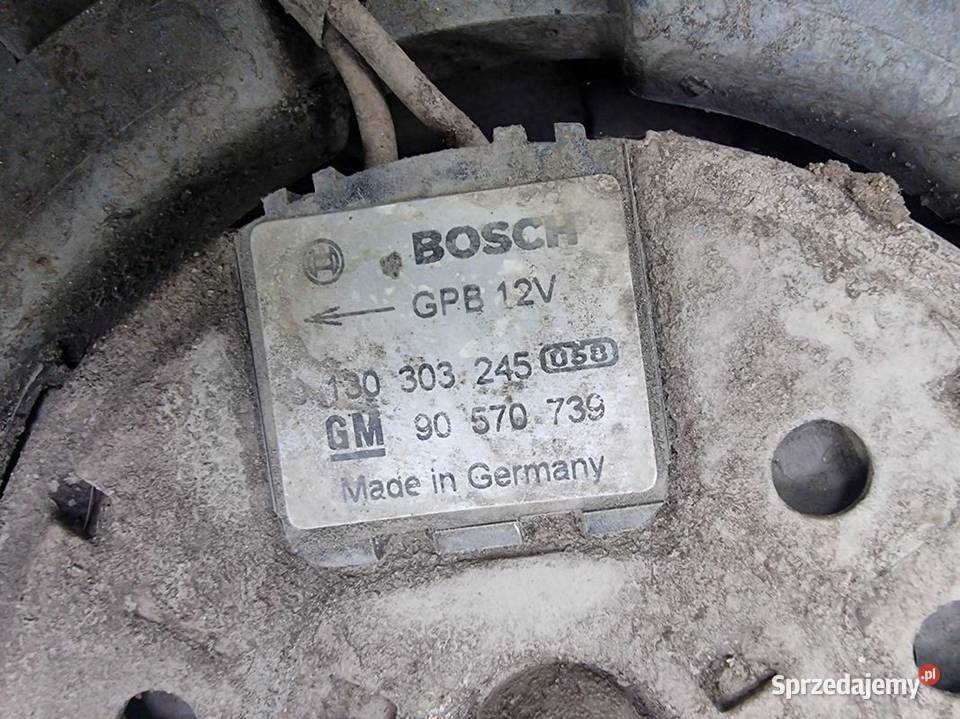 BOSCH
GPB 12V
130 303 245 058
GM 90 570 739
Made in Germany
Sprzedajemy.pl